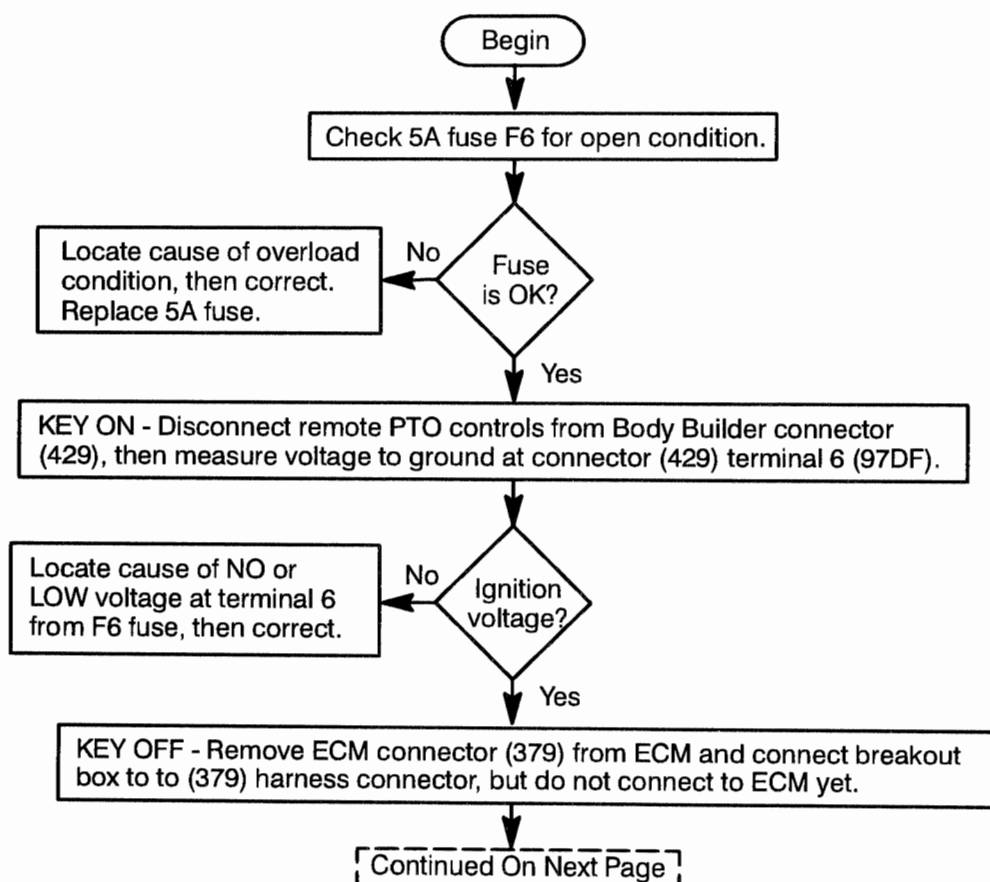 Begin
Check 5A fuse F6 for open condition.
Fuse
is OK?
No
Locate cause of overload
condition, then correct.
Replace 5A fuse.
Yes
KEY ON - Disconnect remote PTO controls from Body Builder connector
(429), then measure voltage to ground at connector (429) terminal 6 (97DF).
Ignition
voltage?
No
Locate cause of NO or
LOW voltage at terminal 6
from F6 fuse, then correct.
Yes
KEY OFF - Remove ECM connector (379) from ECM and connect breakout
box to to (379) harness connector, but do not connect to ECM yet.
Continued On Next Page